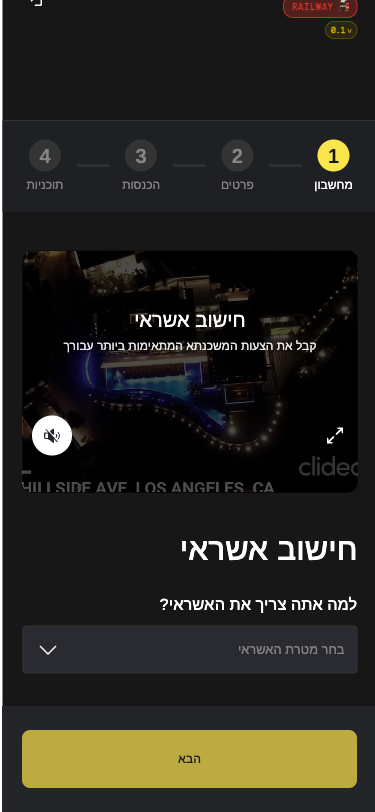 RAILWAY
0.1v
1
2
3
4
מחשבון
פרטים
הכנסות
תוכניות
חישוב אשראי
קבל את הצעות המשכנתא המתאימות ביותר עבורך
clideo
HILLSIDE AVE, LOS ANGELES, CA
חישוב אשראי
למה אתה צריך את האשראי?
בחר מטרת האשראי
הבא